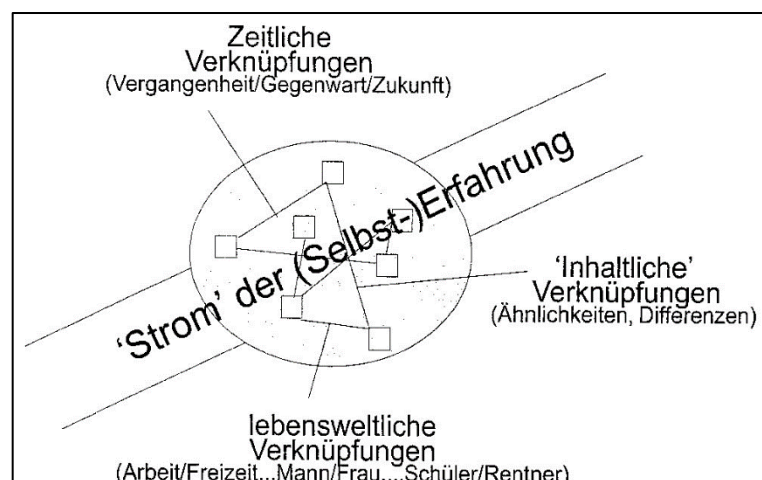 Zeitliche
Verknüpfungen
(Vergangenheit/Gegenwart/Zukunft)
‘Strom’ der (Selbst-)Erfahrung
‘Inhaltliche’
Verknüpfungen
(Ähnlichkeiten, Differenzen)
lebensweltliche
Verknüpfungen
(Arbeit/Freizeit...Mann/Frau....Schüler/Rentner)